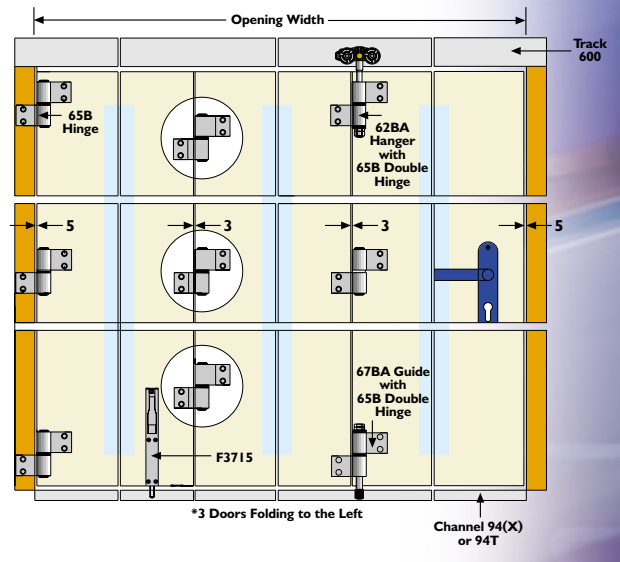 Opening Width
Track
600
65B
Hinge
62BA
Hanger
with
65B Double
Hinge
5
3
3
5
67BA Guide
with
65B Double
Hinge
F3715
*3 Doors Folding to the Left
Channel 94(X)
or 94T